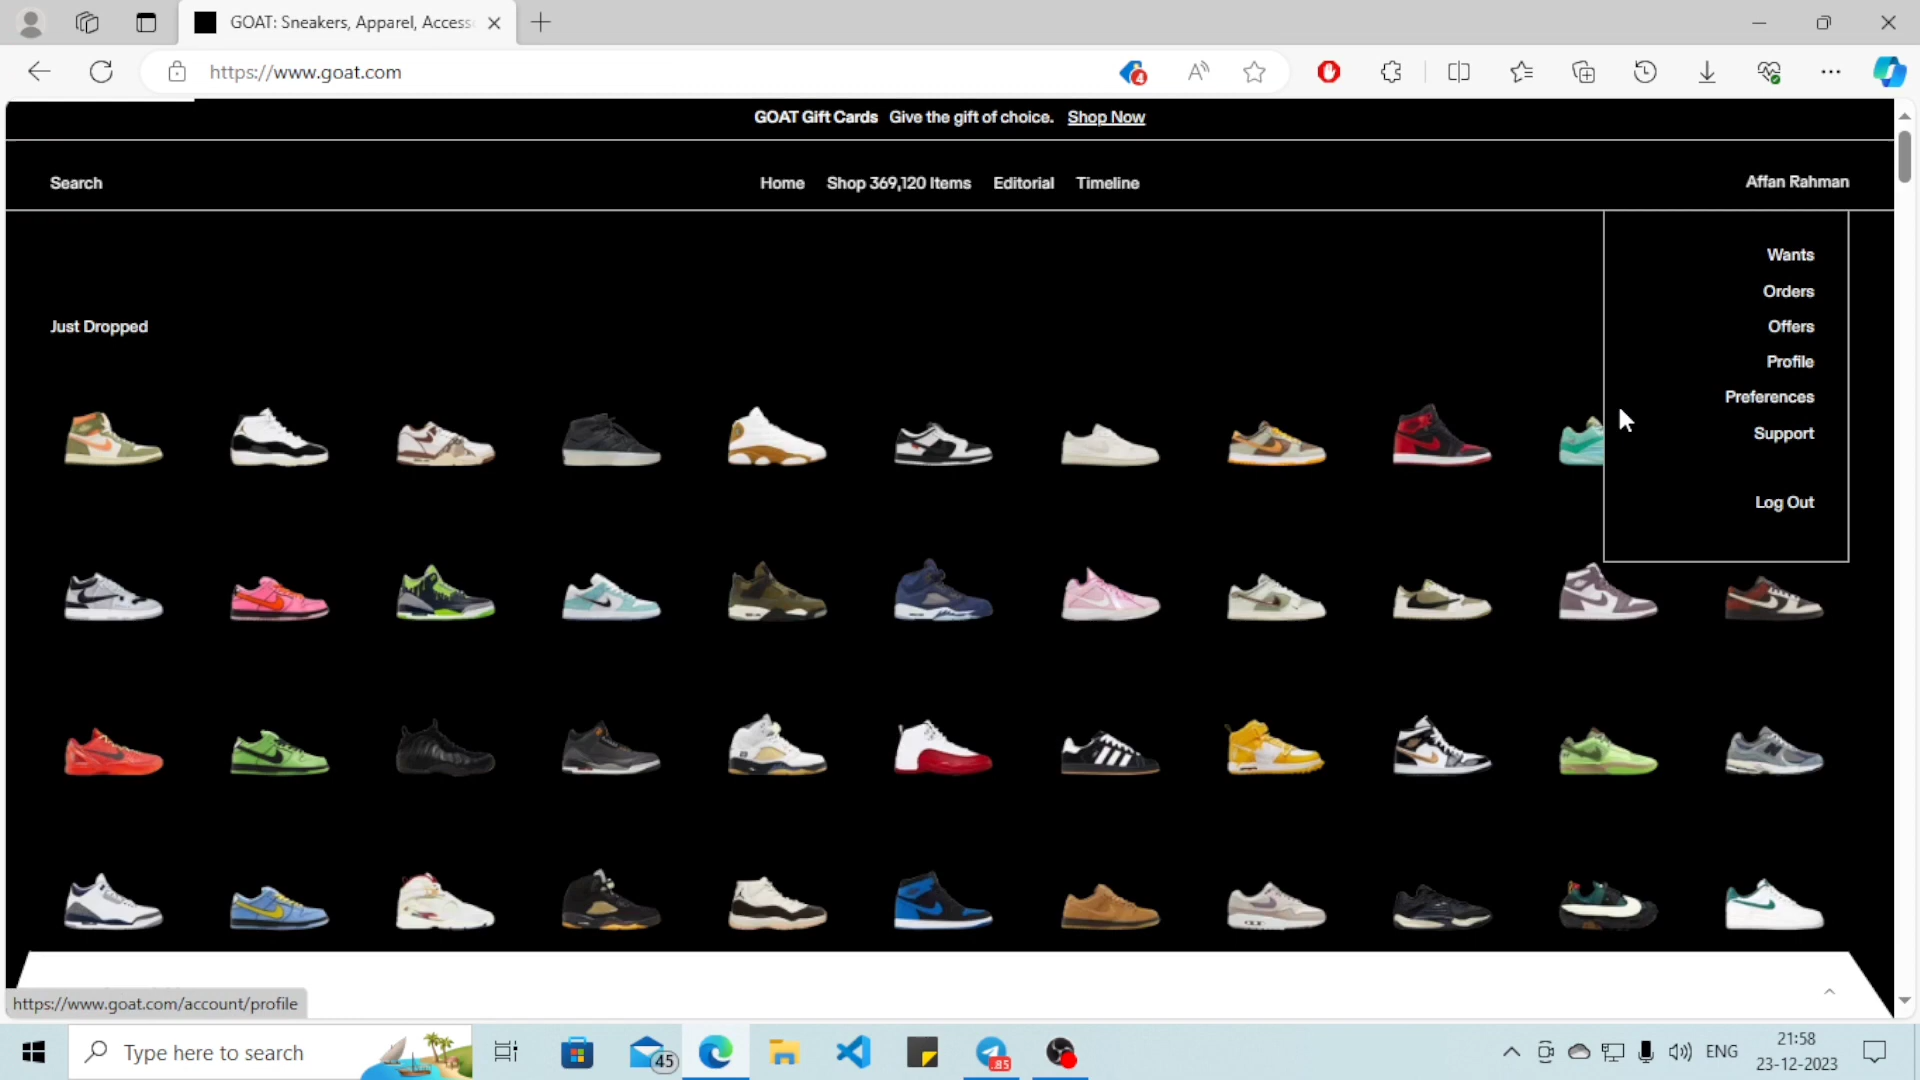 GOAT: Sneakers, Apparel, Access
https://www.goat.com
4
GOAT Gift Cards Give the gift of choice. Shop Now
Search
Home Shop 369,120 Items Editorial Timeline
Affan Rahman
Wants
Orders
Offers
Profile
Preferences
Support
Log Out
Just Dropped
https://www.goat.com/account/profile
Type here to search
45
85
ENG
21:58
23-12-2023